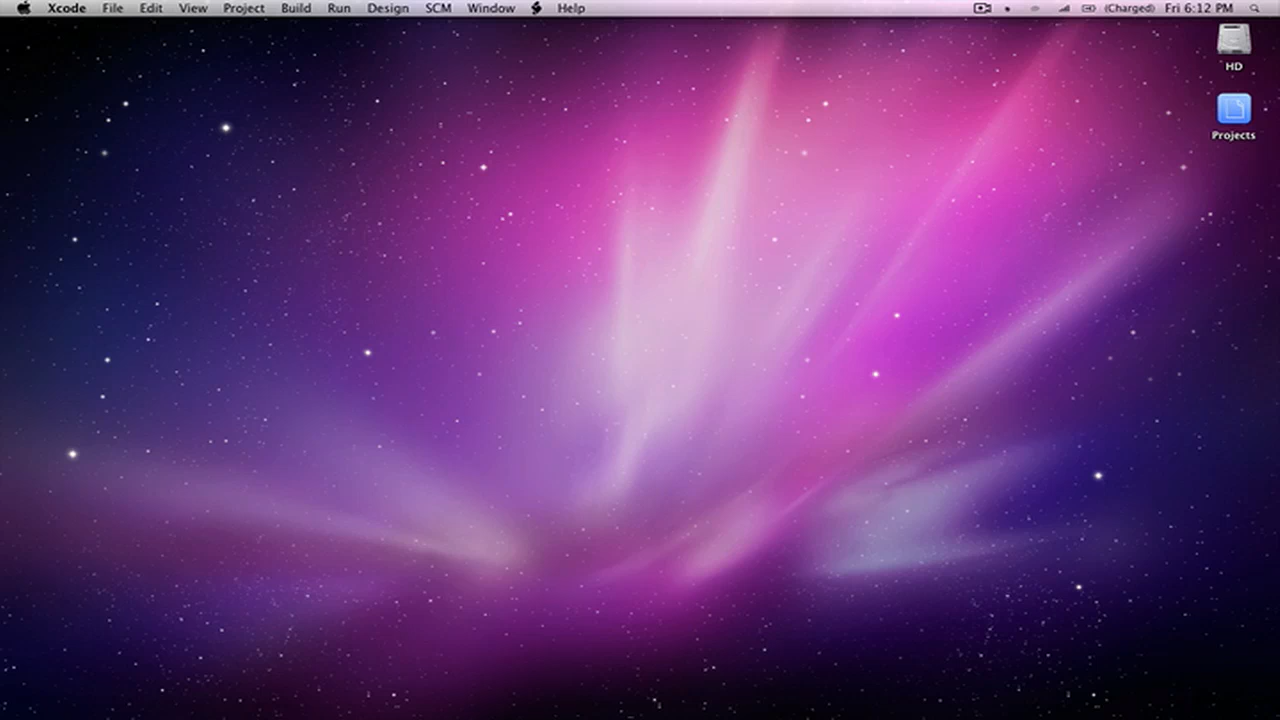 Xcode File Edit View Project Build Run Design SCM Window Help (Charged) Fri 6:12 PM
HD
Projects